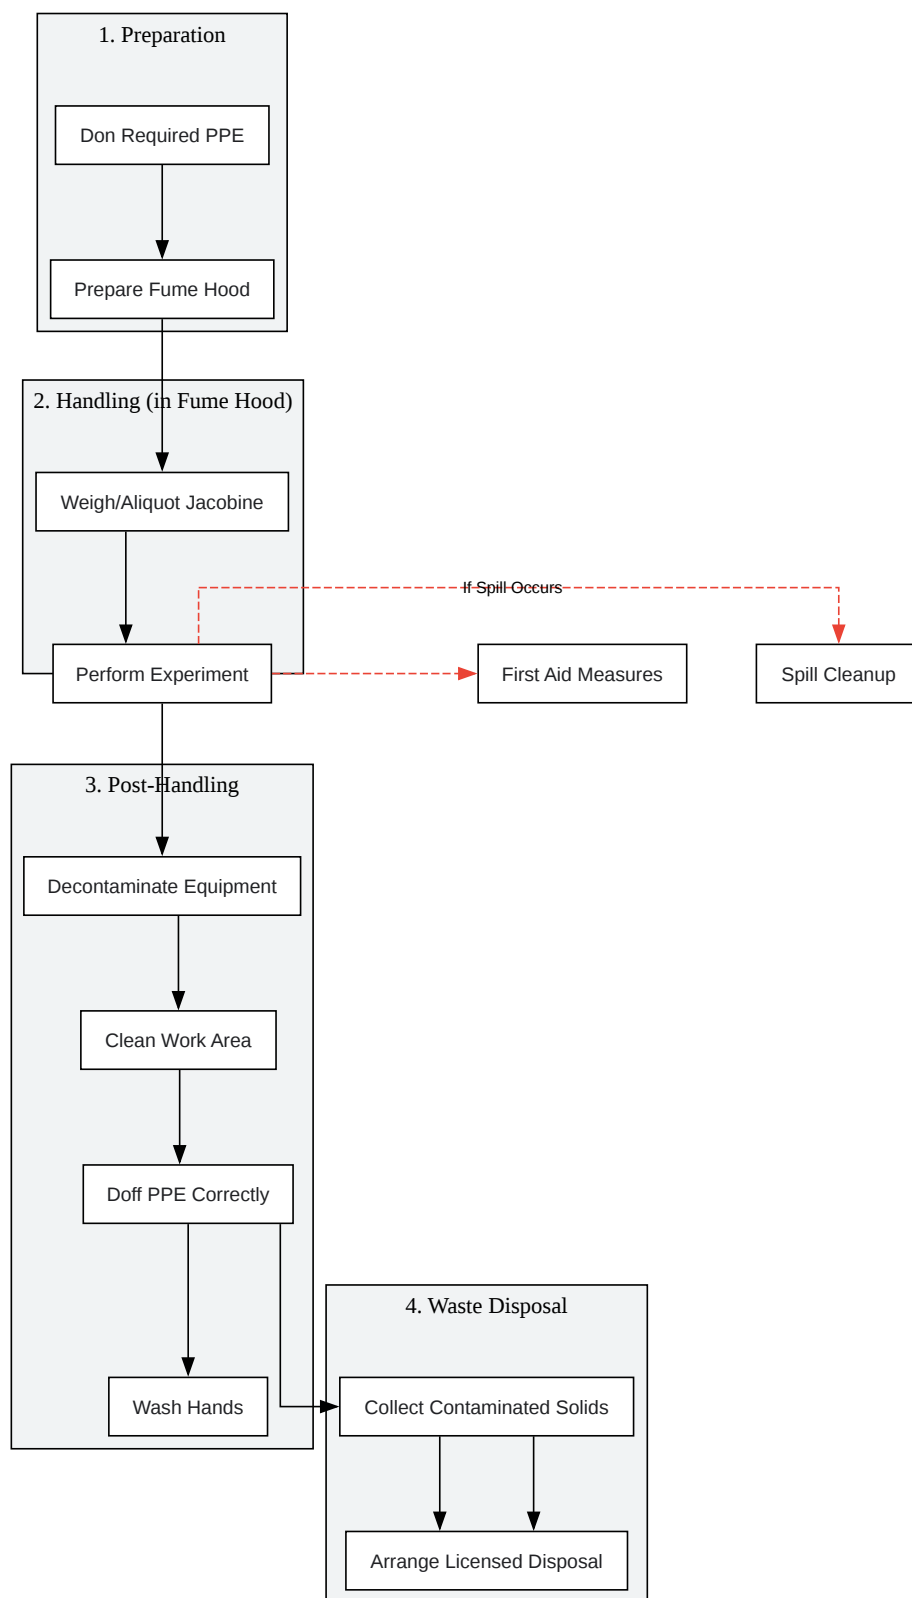 1. Preparation
Don Required PPE
Prepare Fume Hood
2. Handling (in Fume Hood)
Weigh/Aliquot Jacobine
If Spill Occurs
Perform Experiment
First Aid Measures
Spill Cleanup
3. Post-Handling
Decontaminate Equipment
Clean Work Area
Doff PPE Correctly
4. Waste Disposal
Wash Hands
Collect Contaminated Solids
Arrange Licensed Disposal